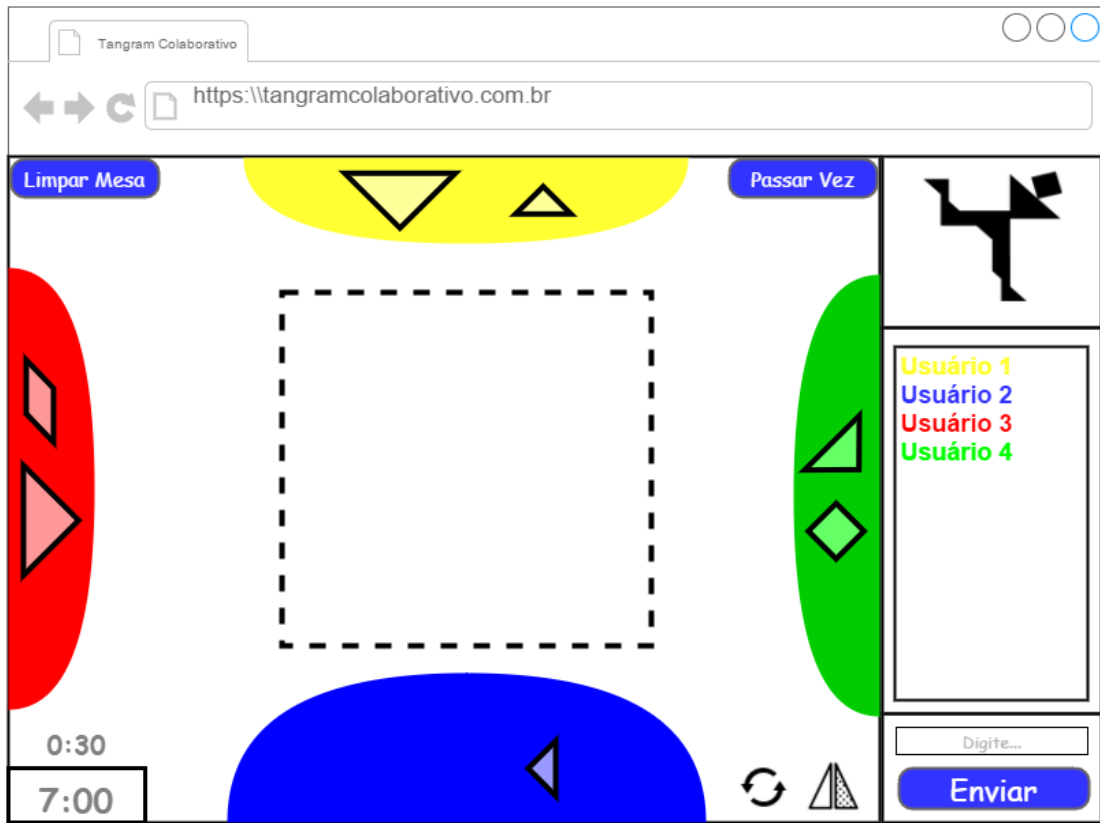 Tangram Colaborativo
https:\\tangramcolaborativo.com.br
Limpar Mesa
Passar Vez
Usuário 1
Usuário 2
Usuário 3
Usuário 4
0:30
7:00
Digite...
Enviar